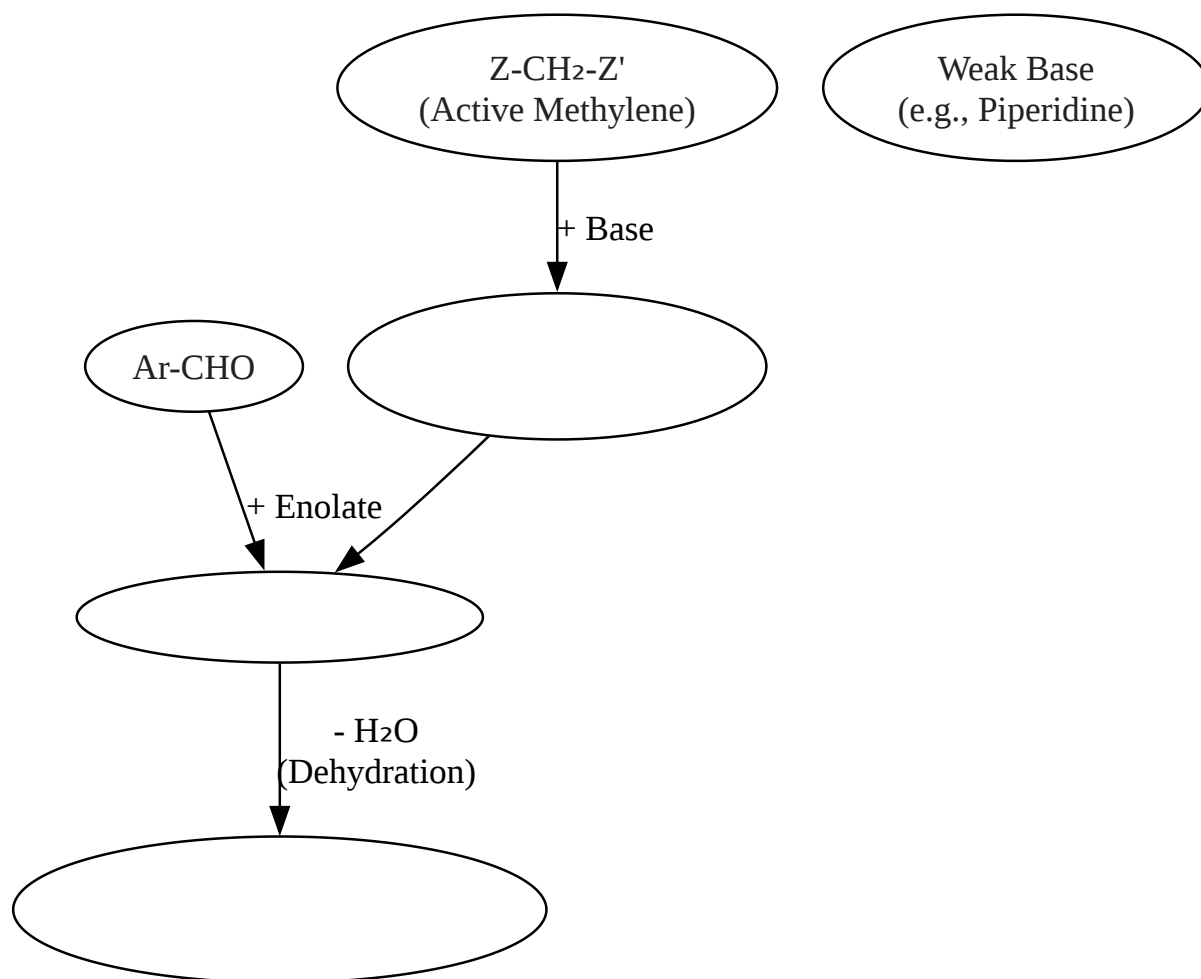 Z-CH₂-Z'
(Active Methylene)
Weak Base
(e.g., Piperidine)
+ Base
Ar-CHO
+ Enolate
- H₂O
(Dehydration)